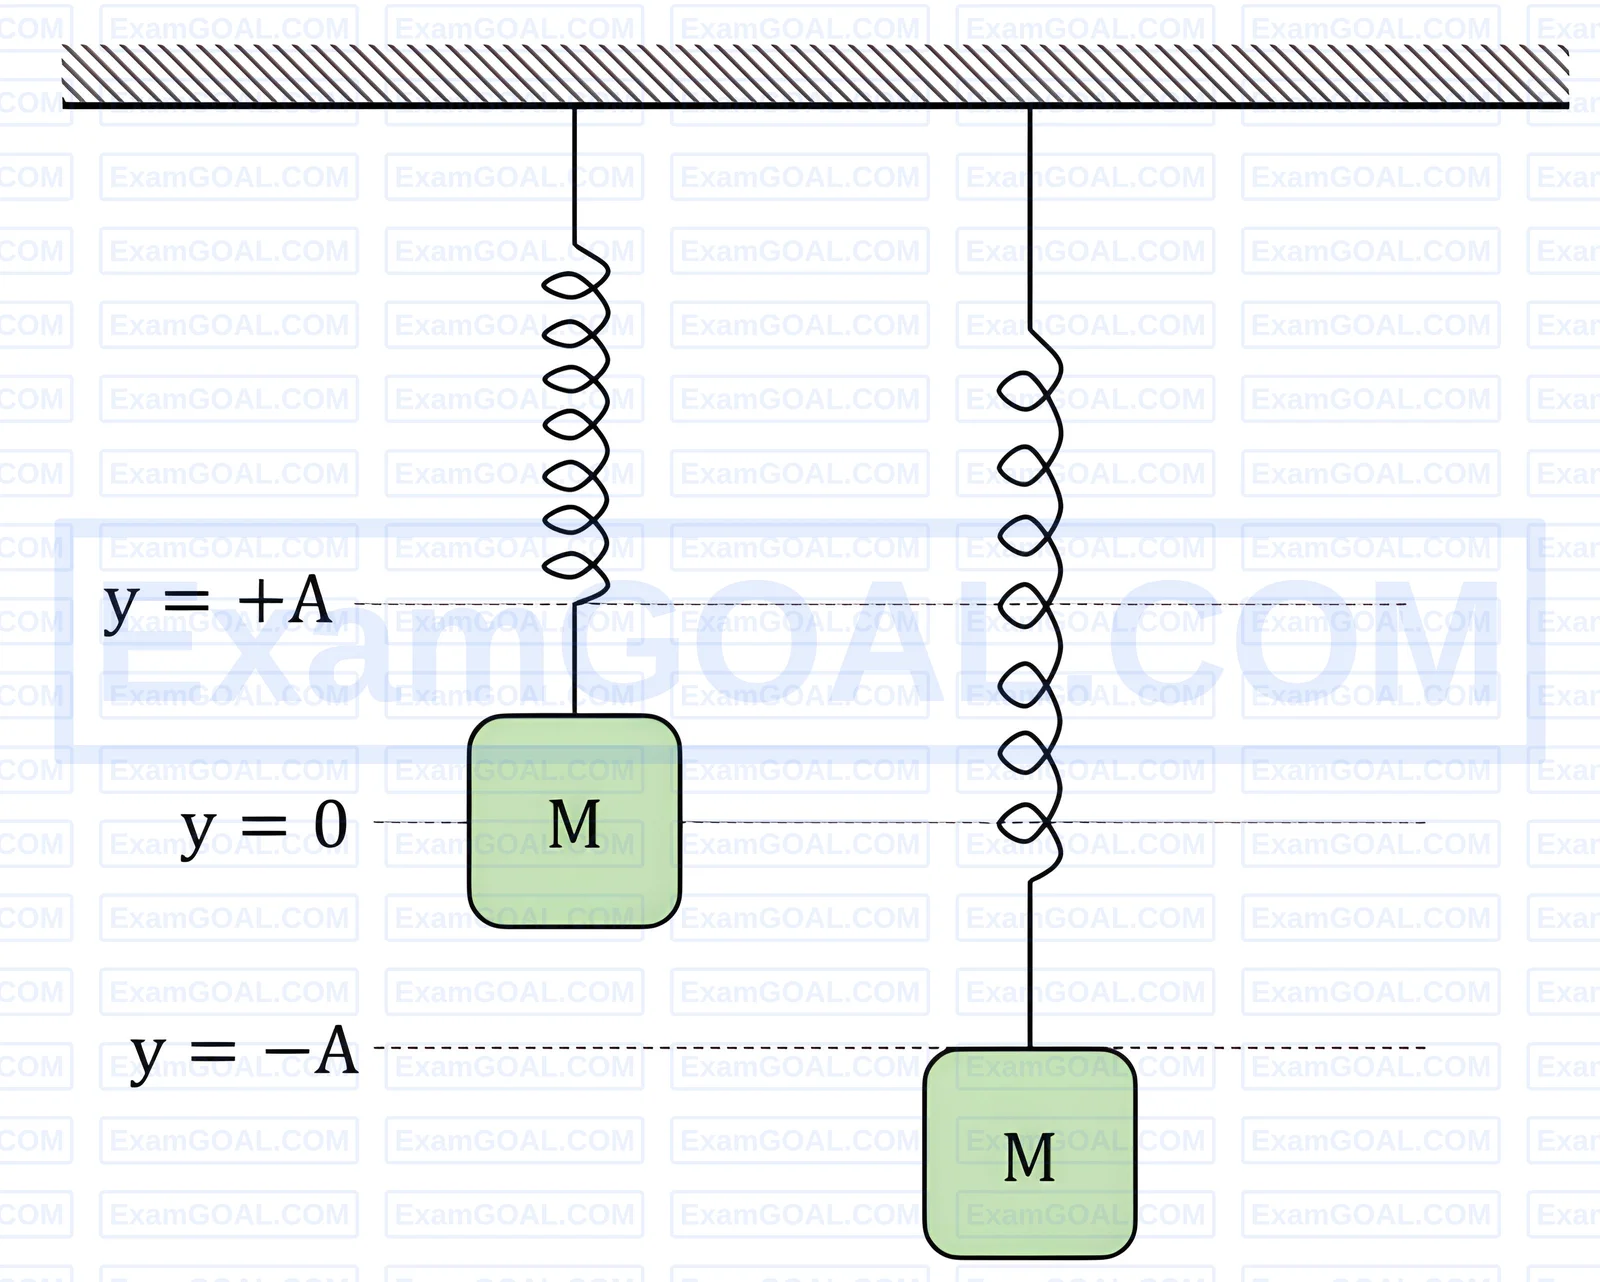 ExamGOAL.COM
y = +A
y = 0
M
y = −A
M